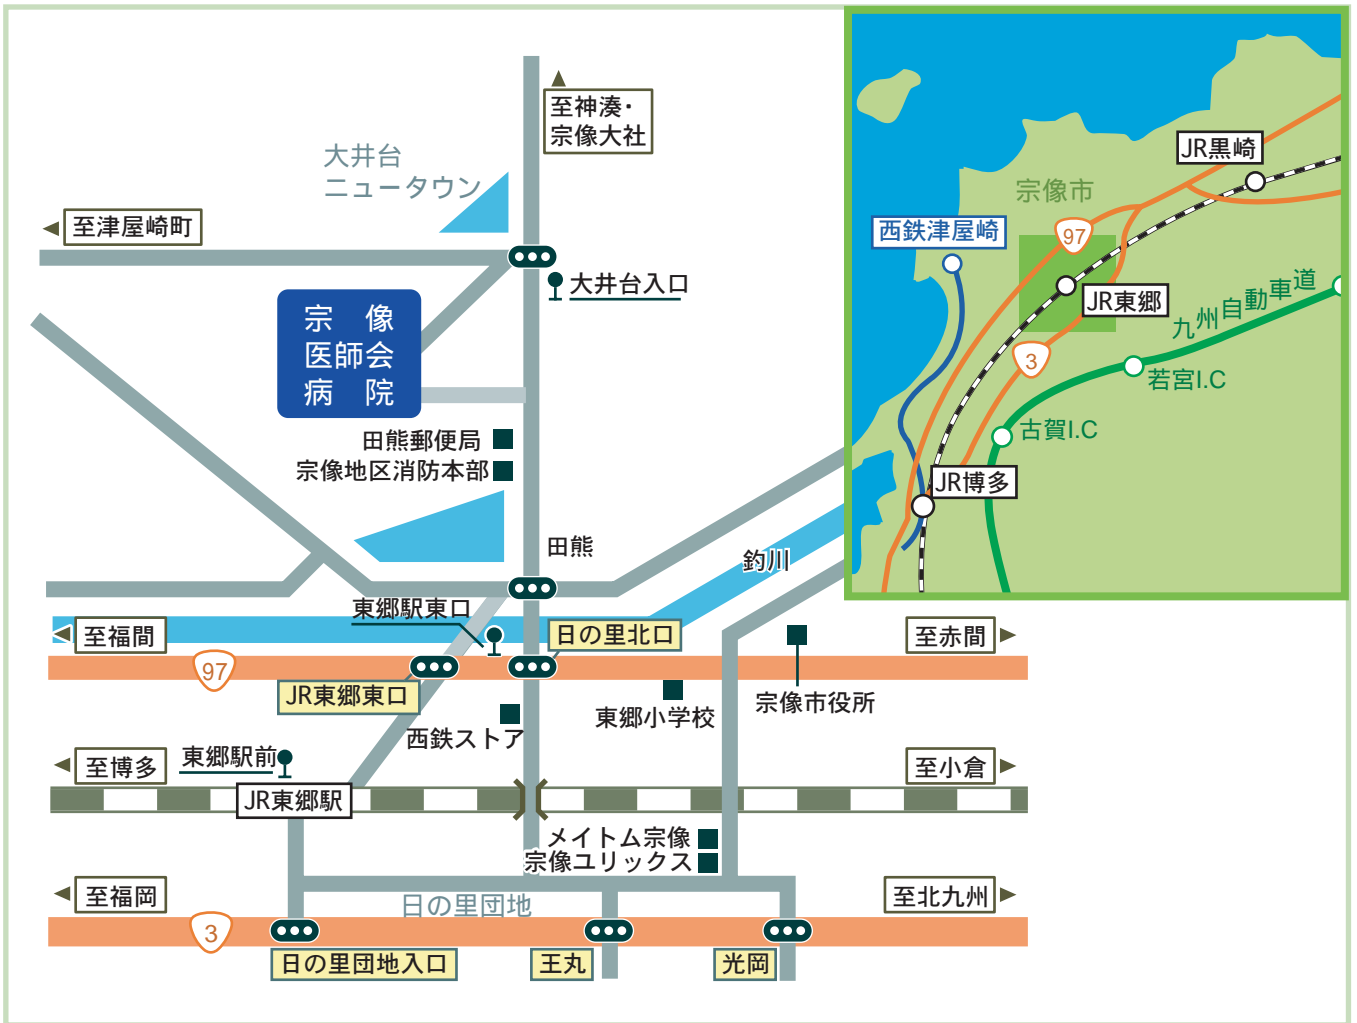 至神湊・
宗像大社
大井台
ニュータウン
至津屋崎町
大井台入口
宗　像
医師会
病　院
田熊郵便局
宗像地区消防本部
田熊
釣川
東郷駅東口
日の里北口
至福間
至赤間
97
JR東郷東口
宗像市役所
東郷小学校
西鉄ストア
東郷駅前
至博多
至小倉
JR東郷駅
メイトム宗像
宗像ユリックス
至福岡
至北九州
日の里団地
3
日の里団地入口
王丸
光岡
JR黒崎
宗像市
西鉄津屋崎
97
JR東郷
九州自動車道
3
若宮I.C
古賀I.C
JR博多